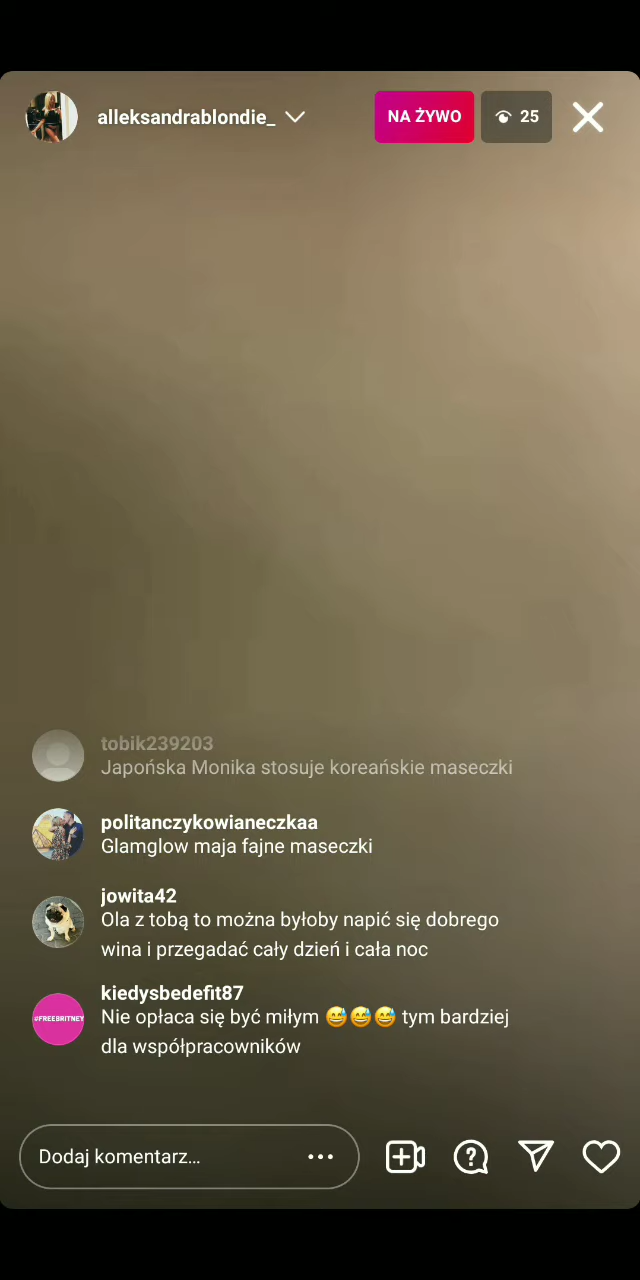 alleksandrablondie_
NA ŻYWO
25
tobik239203
Japońska Monika stosuje koreańskie maseczki
politanczykowianeczkaa
Glamglow maja fajne maseczki
jowita42
Ola z tobą to można byłoby napić się dobrego
wina i przegadać cały dzień i cała noc
#FREEBRITNEY
kiedysbedefit87
Nie opłaca się być miłym 😅😅😅 tym bardziej
dla współpracowników
Dodaj komentarz...